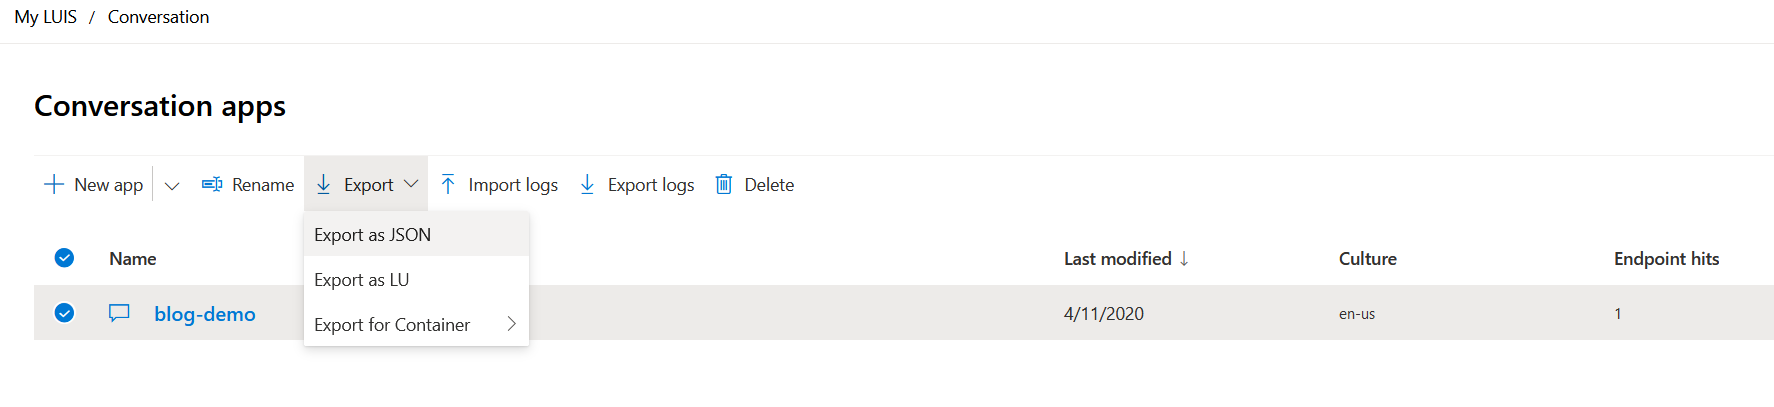 My LUIS / Conversation
Conversation apps
New app Rename Export Import logs Export logs Delete
Export as JSON
Export as LU
Export for Container
Name Last modified ↓ Culture Endpoint hits
blog-demo 4/11/2020 en-us 1